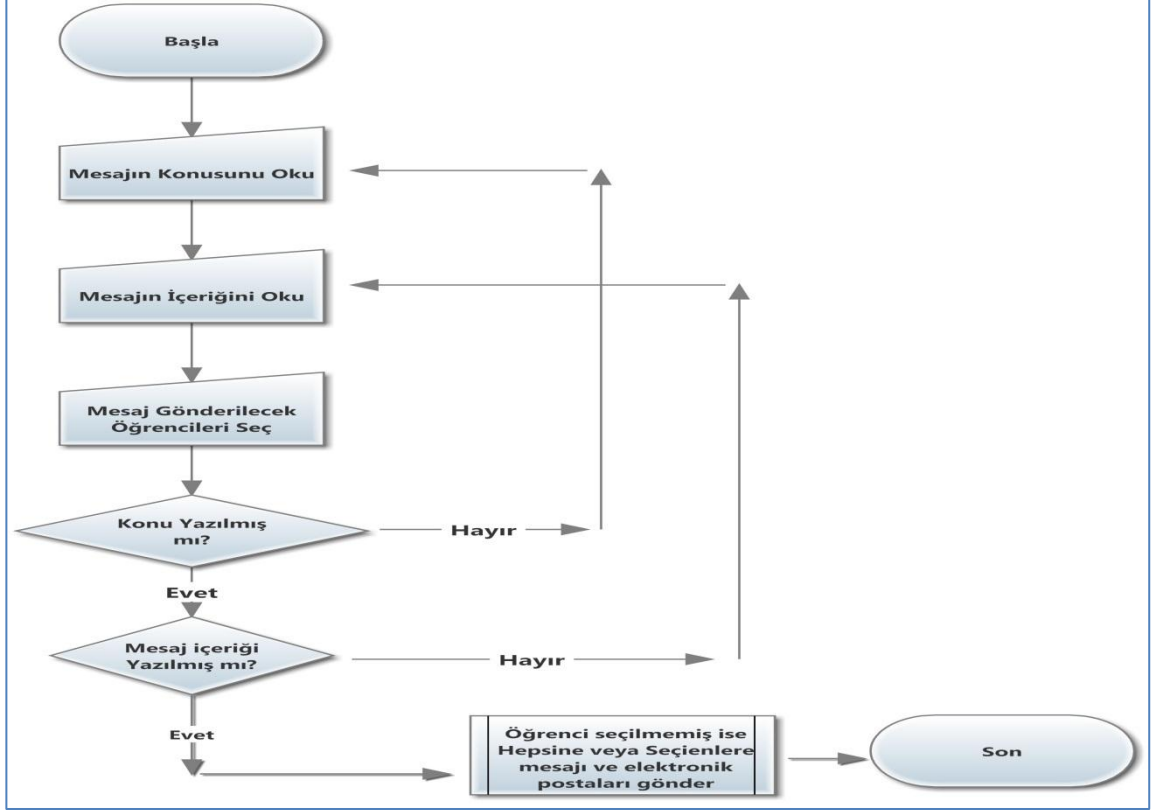 Başla
Mesajın Konusunu Oku
Mesajın İçeriğini Oku
Mesaj Gönderilecek
Öğrencileri Seç
Konu Yazılmış
mı?
Hayır
Evet
Mesaj içeriği
Yazılmış mı?
Hayır
Evet
Öğrenci seçilmemiş ise
Hepsine veya Seçienlere
mesajı ve elektronik
postaları gönder
Son